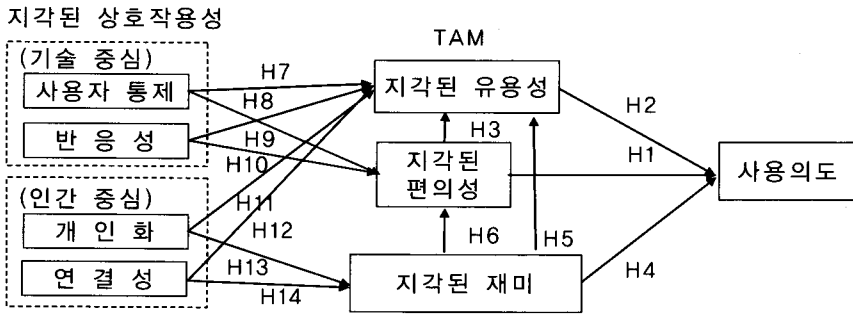 지각된 상호작용성
TAM
(기술 중심)
사용자 통제
반 응 성
(인간 중심)
개 인 화
연 결 성
H7
H8
H9
H10
H11
H12
H13
H14
지각된 유용성
H3
지각된
편의성
H6
H5
지각된 재미
H2
H1
H4
사용의도